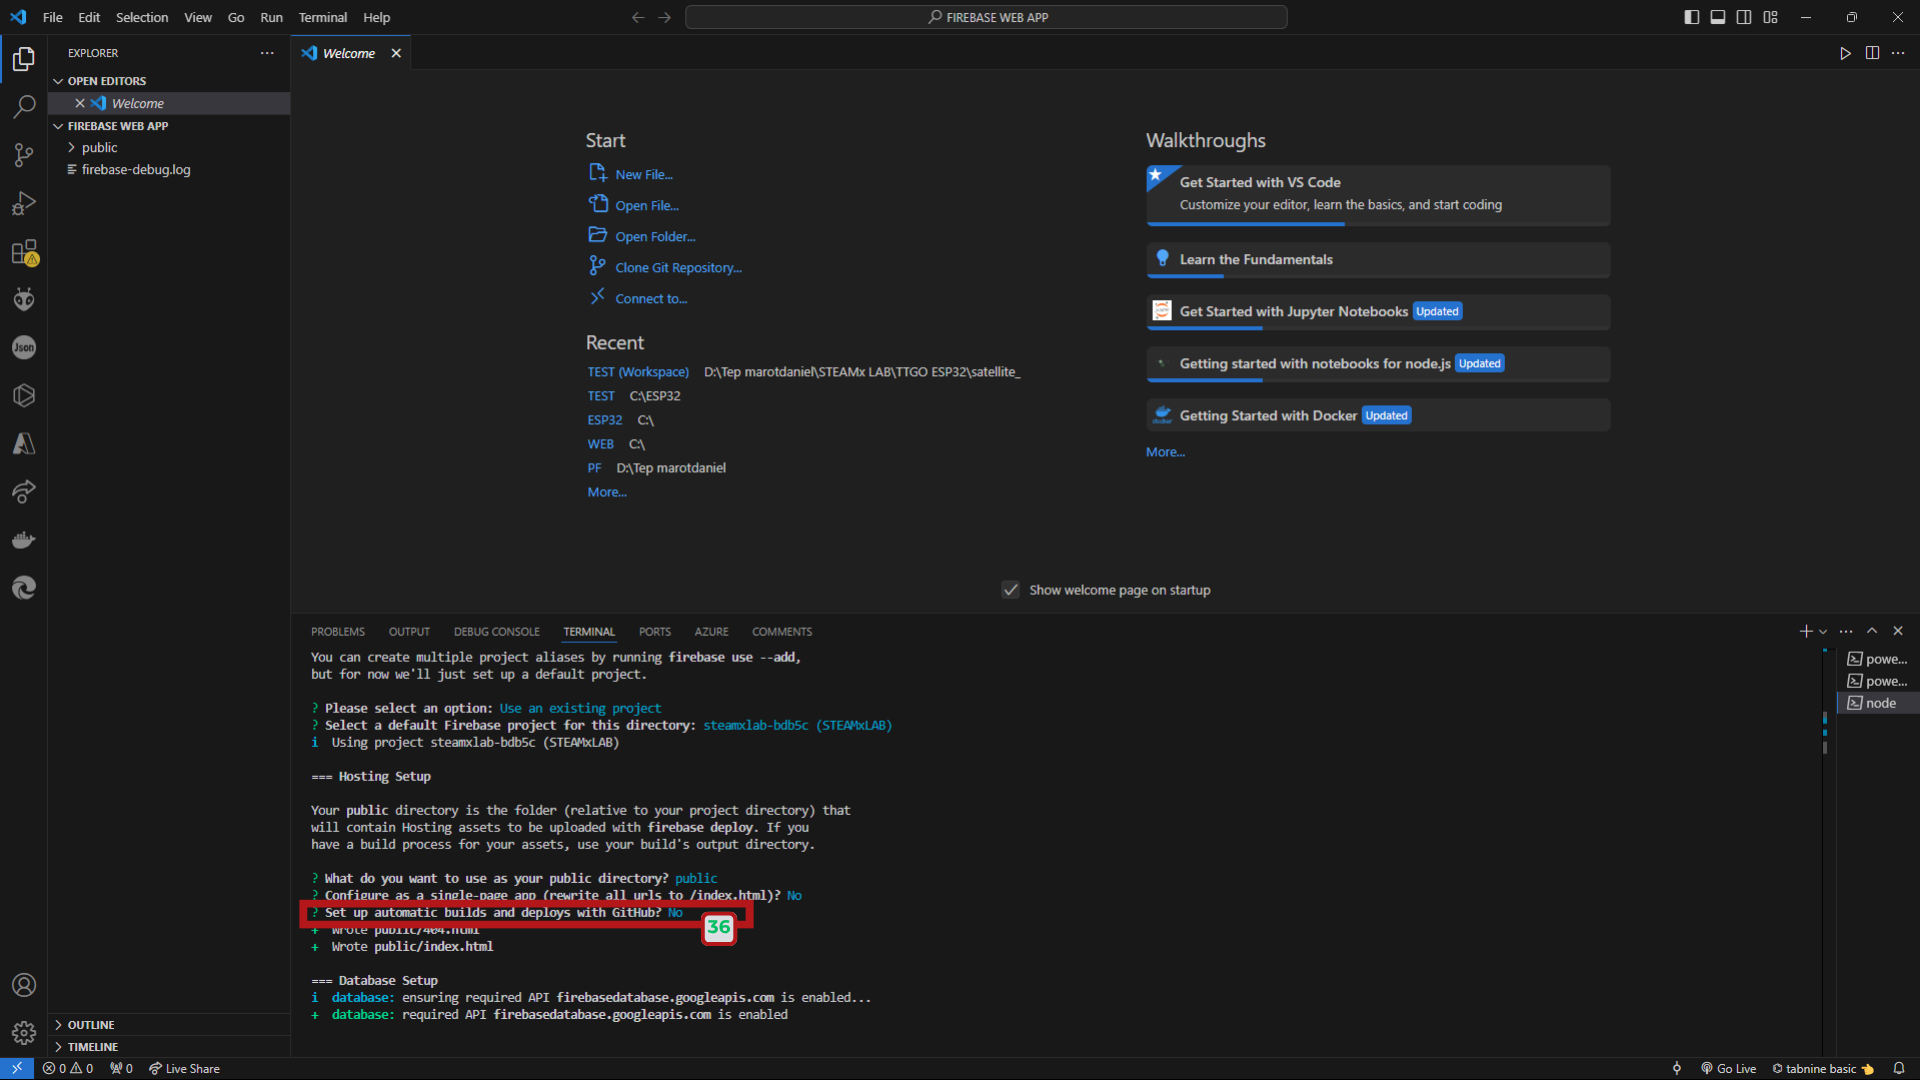 File Edit Selection View Go Run Terminal Help
FIREBASE WEB APP
EXPLORER
OPEN EDITORS
Welcome
FIREBASE WEB APP
public
firebase-debug.log
Json
OUTLINE
TIMELINE
Welcome
Start
New File...
Open File...
Open Folder...
Clone Git Repository...
Connect to...
Recent
TEST (Workspace) D:\Tep marotdaniel\STEAMx LAB\TTGO ESP32\satellite_
TEST C:\ESP32
ESP32 C:\
WEB C:\
PF D:\Tep marotdaniel
More...
Walkthroughs
Get Started with VS Code
Customize your editor, learn the basics, and start coding
Learn the Fundamentals
Get Started with Jupyter Notebooks Updated
Getting started with notebooks for node.js Updated
Getting Started with Docker Updated
More...
Show welcome page on startup
PROBLEMS OUTPUT DEBUG CONSOLE TERMINAL PORTS AZURE COMMENTS
You can create multiple project aliases by running firebase use --add,
but for now we'll just set up a default project.
? Please select an option: Use an existing project
? Select a default Firebase project for this directory: steamxlab-bdb5c (STEAMxLAB)
i Using project steamxlab-bdb5c (STEAMxLAB)
=== Hosting Setup
Your public directory is the folder (relative to your project directory) that
will contain Hosting assets to be uploaded with firebase deploy. If you
have a build process for your assets, use your build's output directory.
? What do you want to use as your public directory? public
? Configure as a single-page app (rewrite all urls to /index.html)? No
? Set up automatic builds and deploys with GitHub? No
36
+ Wrote public/404.html
+ Wrote public/index.html
=== Database Setup
i database: ensuring required API firebasedatabase.googleapis.com is enabled...
+ database: required API firebasedatabase.googleapis.com is enabled
powe...
powe...
node
0 0 0 Live Share
Go Live tabnine basic